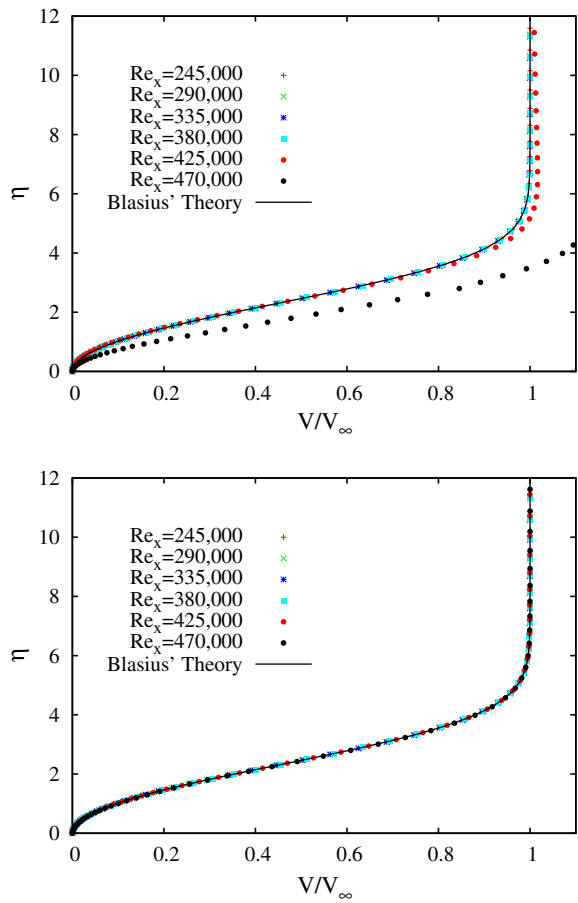 12
10
8
6
4
2
0
η
Re_x=245,000
Re_x=290,000
Re_x=335,000
Re_x=380,000
Re_x=425,000
Re_x=470,000
Blasius' Theory
0 0.2 0.4 0.6 0.8 1
V/V_∞
12
10
8
6
4
2
0
η
Re_x=245,000
Re_x=290,000
Re_x=335,000
Re_x=380,000
Re_x=425,000
Re_x=470,000
Blasius' Theory
0 0.2 0.4 0.6 0.8 1
V/V_∞